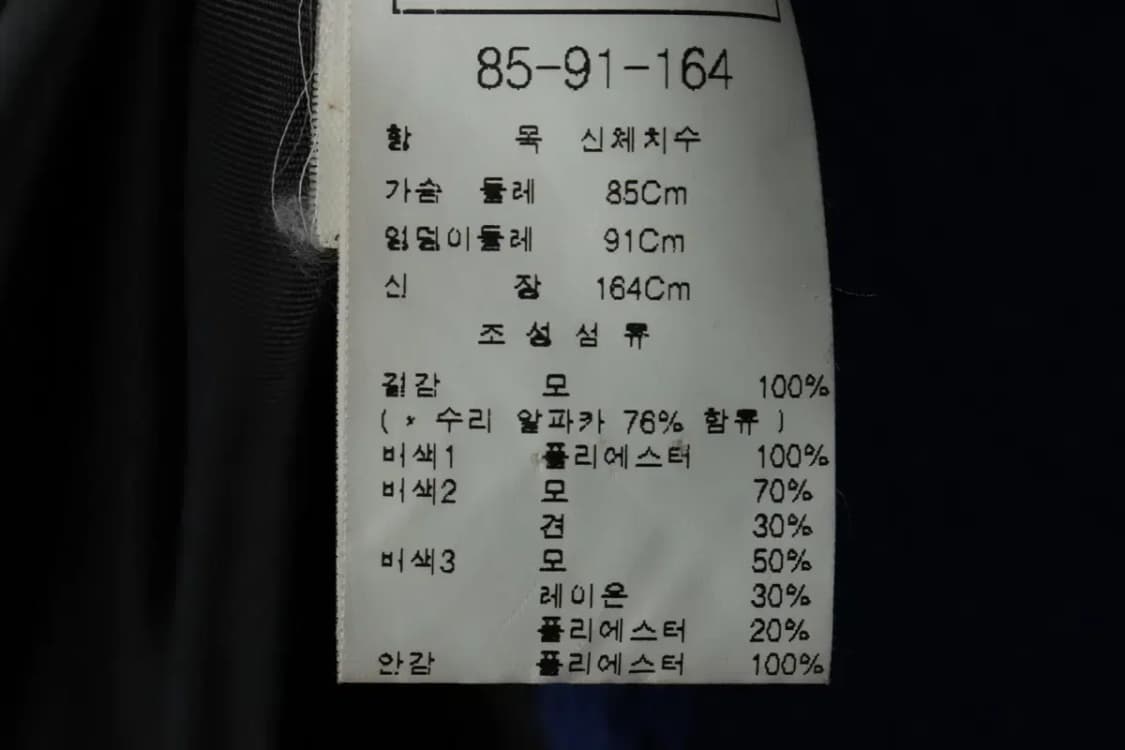 85-91-164
항 목 신체치수
가슴 둘레 85Cm
엉덩이둘레 91Cm
신 장 164Cm
조 성 섬 유
겉감 모 100%
( * 수리 알파카 76% 함유 )
배색1 폴리에스터 100%
배색2 모 70%
견 30%
배색3 모 50%
레이온 30%
폴리에스터 20%
안감 폴리에스터 100%